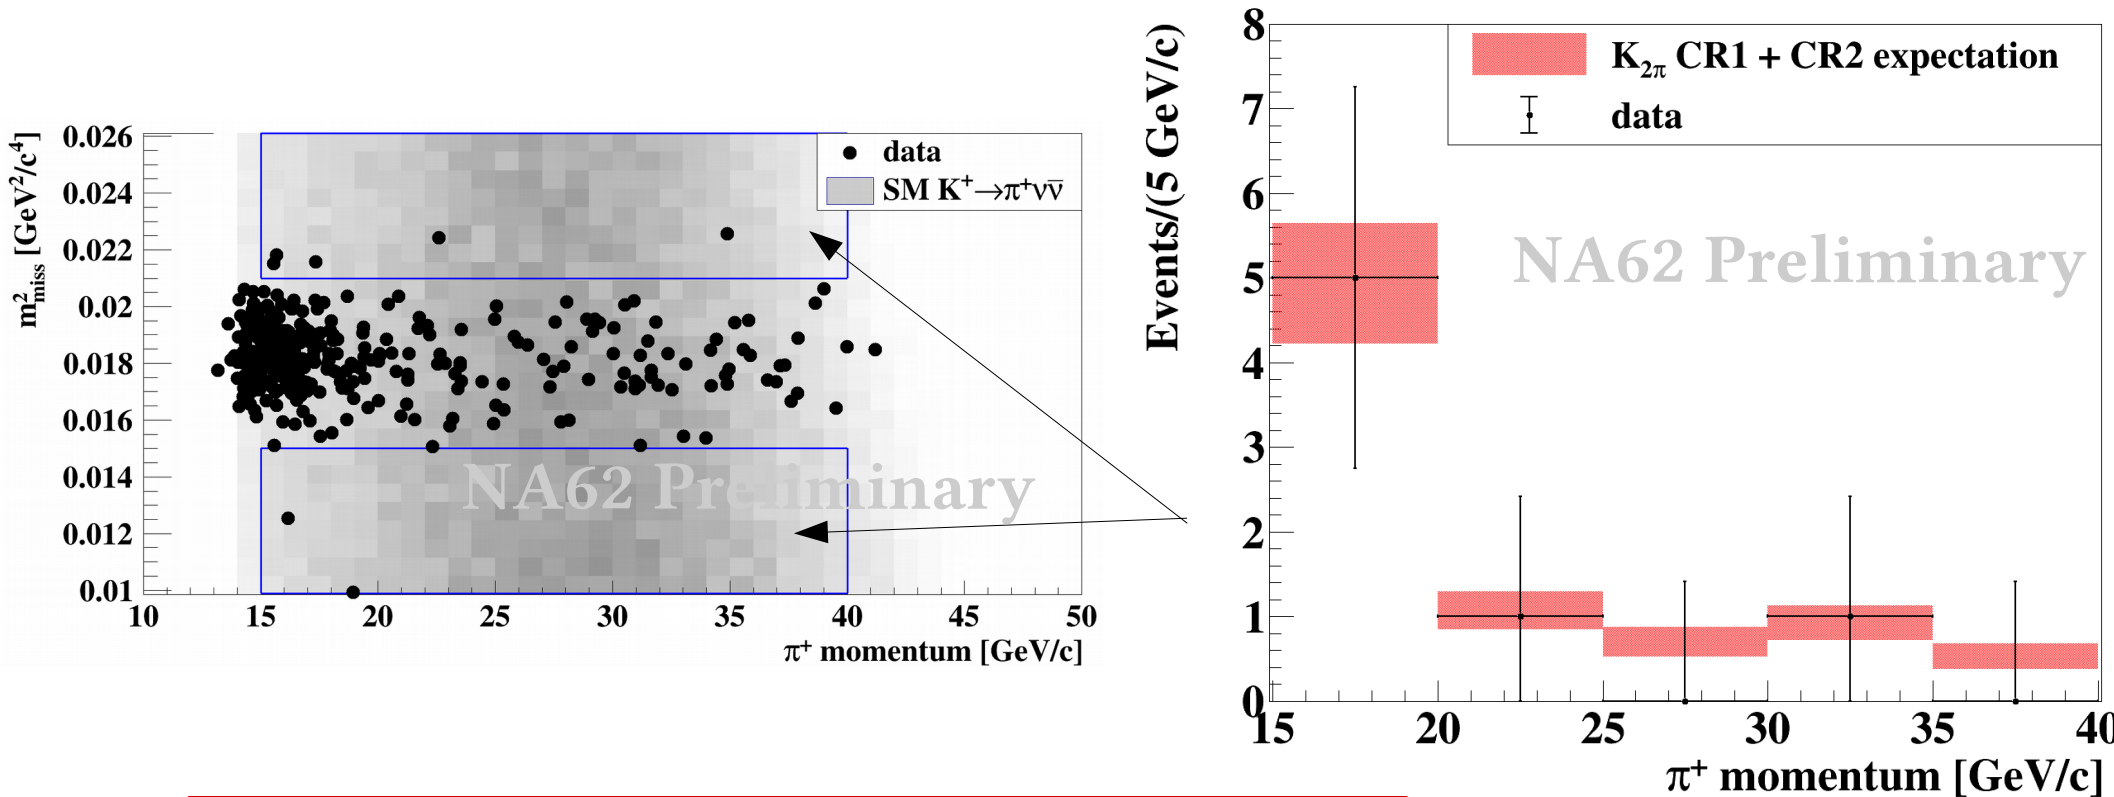 m²miss [GeV²/c⁴]
0.026
0.024
0.022
0.02
0.018
0.016
0.014
0.012
0.01
data
SM K⁺→π⁺νν̄
NA62 Preliminary
10 15 20 25 30 35 40 45 50
π⁺ momentum [GeV/c]
Events/(5 GeV/c)
8
7
6
5
4
3
2
1
0
K₂π CR1 + CR2 expectation
data
NA62 Preliminary
15 20 25 30 35 40
π⁺ momentum [GeV/c]